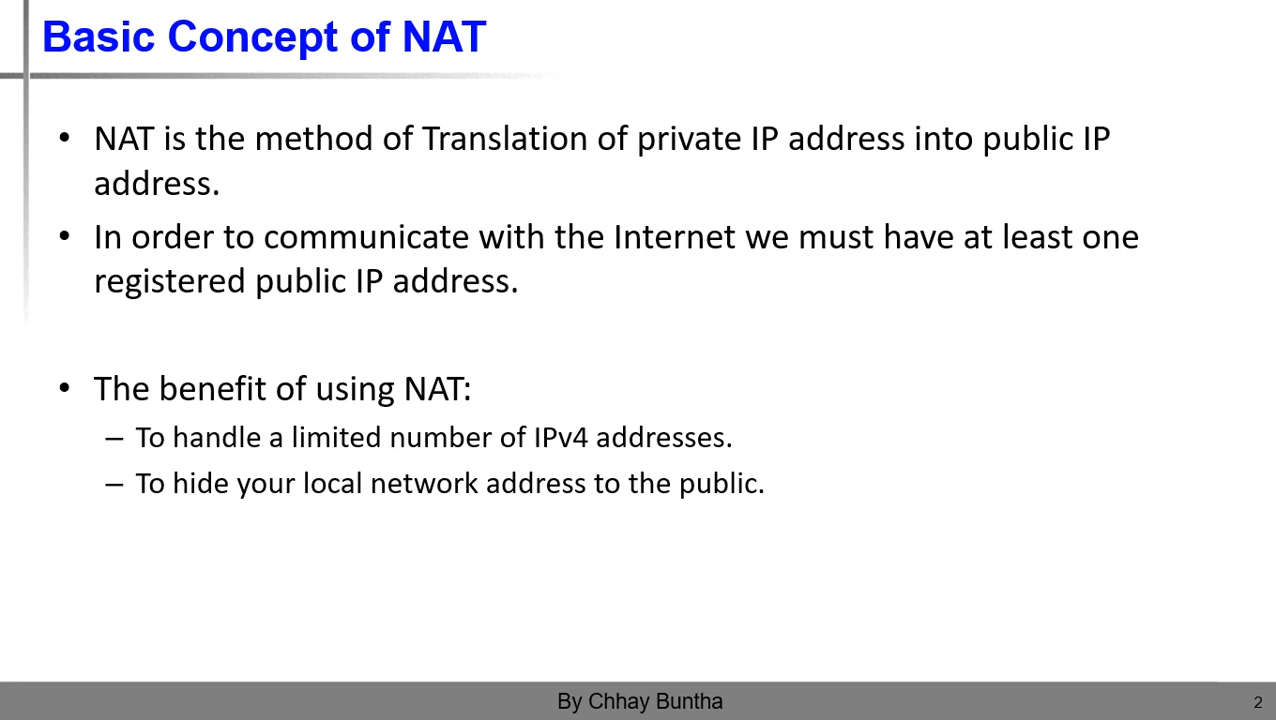 Basic Concept of NAT
• NAT is the method of Translation of private IP address into public IP
address.
• In order to communicate with the Internet we must have at least one
registered public IP address.
• The benefit of using NAT:
– To handle a limited number of IPv4 addresses.
– To hide your local network address to the public.
By Chhay Buntha
2